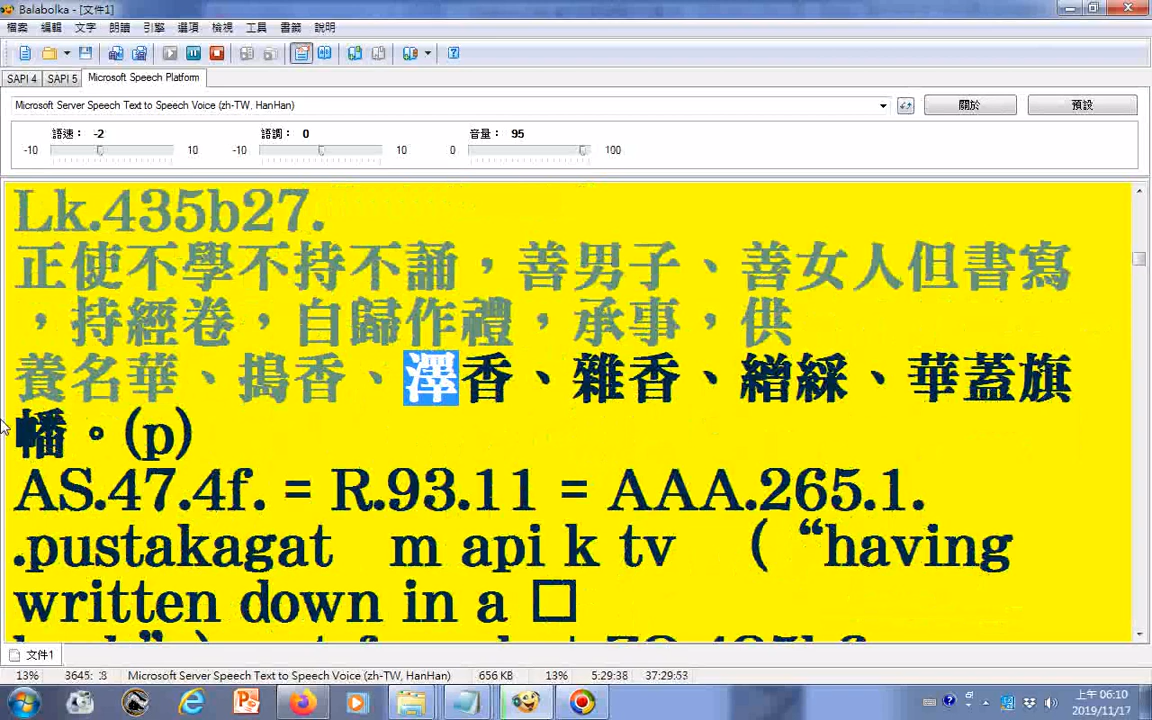 Balabolka - [文件1]
檔案 編輯 文字 朗讀 引擎 選項 檢視 工具 書籤 說明
SAPI 4 SAPI 5 Microsoft Speech Platform
Microsoft Server Speech Text to Speech Voice (zh-TW, HanHan)
關於 預設
語速： -2 語調： 0 音量： 95
-10 10 -10 10 0 100
Lk.435b27.
正使不學不持不誦，善男子、善女人但書寫
，持經卷，自歸作禮，承事，供
養名華、搗香、澤香、雜香、繒綵、華蓋旗
幡。(p)
AS.47.4f. = R.93.11 = AAA.265.1.
.pustakagat m api k tv ( “having
written down in a □
文件1
13% 3645: Microsoft Server Speech Text to Speech Voice (zh-TW, HanHan) 656 KB 13% 5:29:38 37:29:53
上午 06:10
2019/11/17